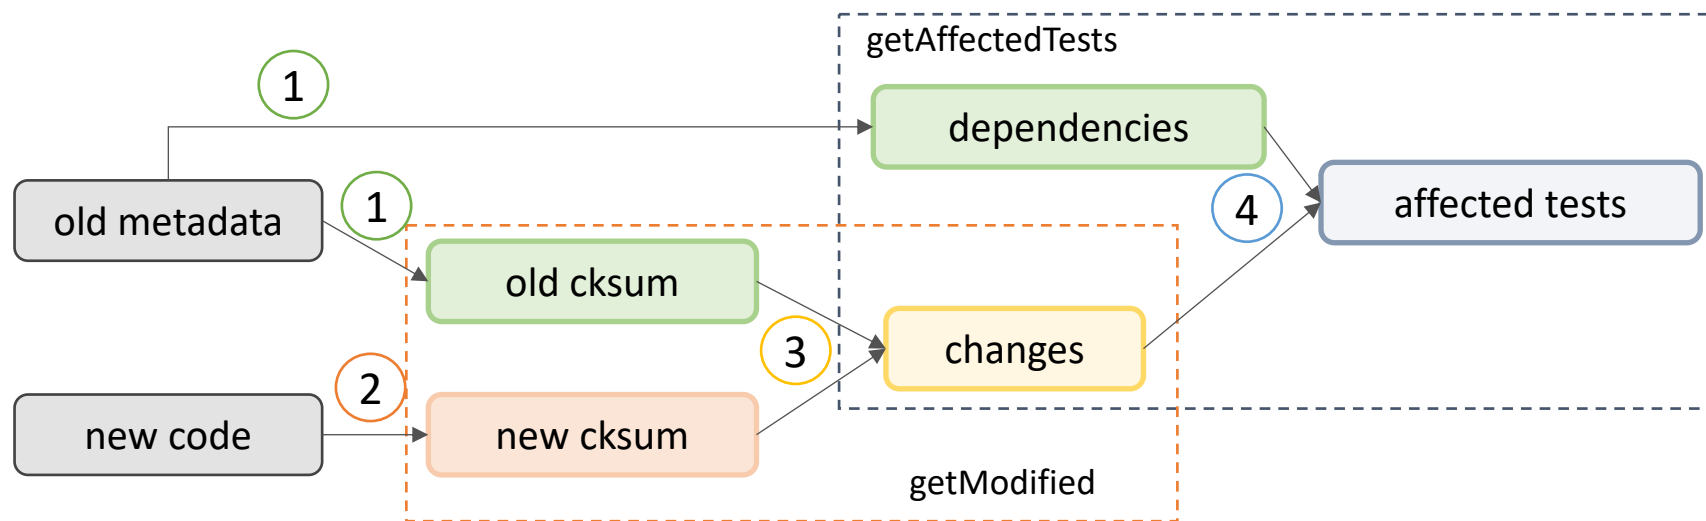 getAffectedTests
1
dependencies
old metadata
1
4
affected tests
old cksum
3
changes
2
new code
new cksum
getModified